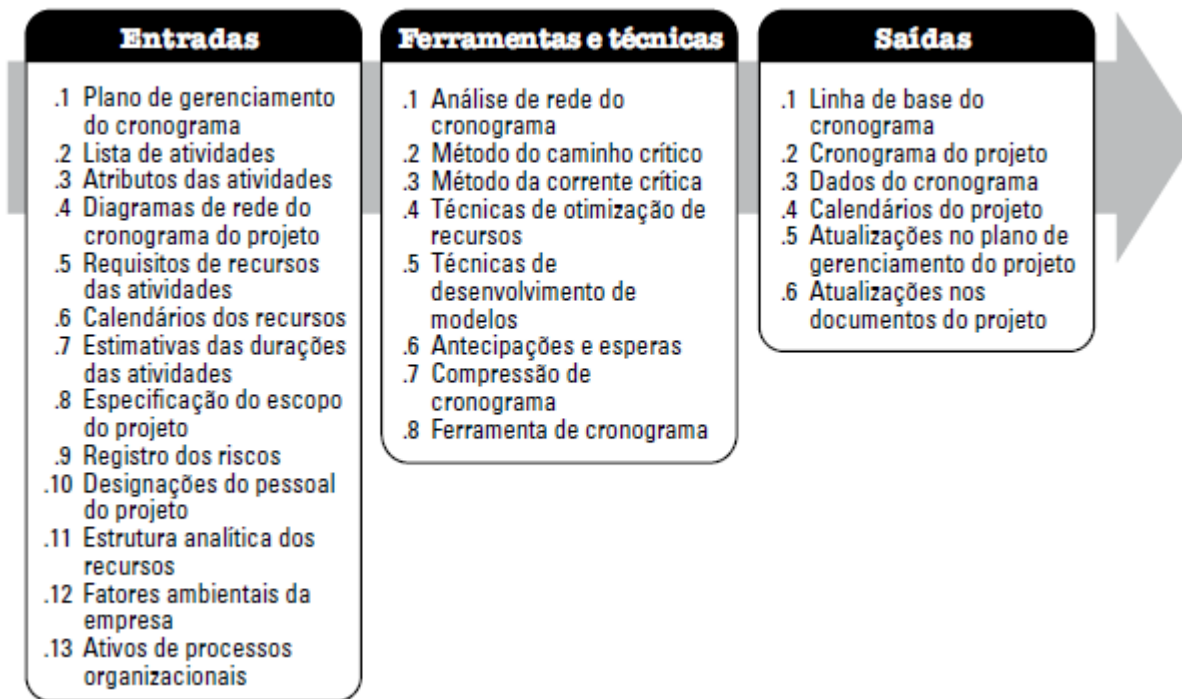 Entradas
.1 Plano de gerenciamento
do cronograma
.2 Lista de atividades
.3 Atributos das atividades
.4 Diagramas de rede do
cronograma do projeto
.5 Requisitos de recursos
das atividades
.6 Calendários dos recursos
.7 Estimativas das durações
das atividades
.8 Especificação do escopo
do projeto
.9 Registro dos riscos
.10 Designações do pessoal
do projeto
.11 Estrutura analítica dos
recursos
.12 Fatores ambientais da
empresa
.13 Ativos de processos
organizacionais
Ferramentas e técnicas
.1 Análise de rede do
cronograma
.2 Método do caminho crítico
.3 Método da corrente crítica
.4 Técnicas de otimização de
recursos
.5 Técnicas de
desenvolvimento de
modelos
.6 Antecipações e esperas
.7 Compressão de
cronograma
.8 Ferramenta de cronograma
Saídas
.1 Linha de base do
cronograma
.2 Cronograma do projeto
.3 Dados do cronograma
.4 Calendários do projeto
.5 Atualizações no plano de
gerenciamento do projeto
.6 Atualizações nos
documentos do projeto